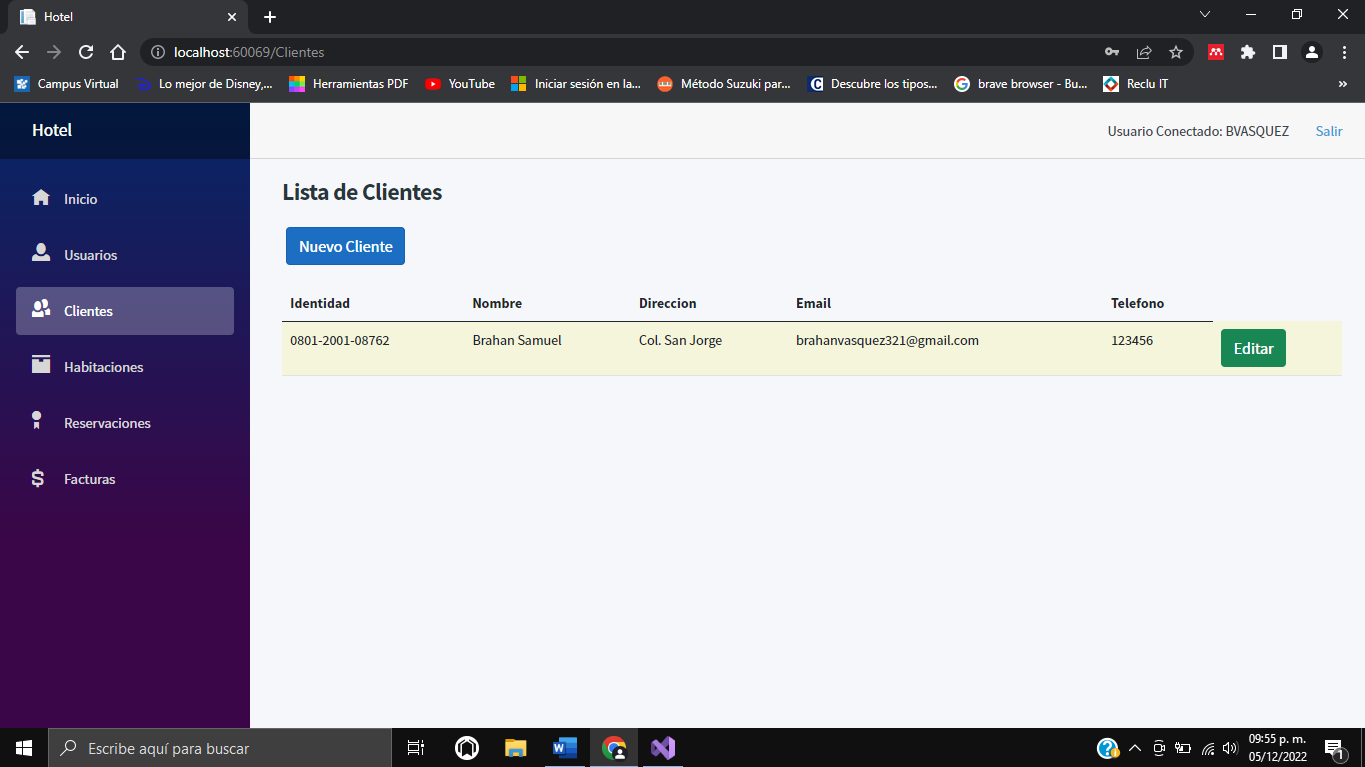 Hotel
localhost:60069/Clientes
Campus Virtual
Lo mejor de Disney,...
Herramientas PDF
YouTube
Iniciar sesión en la...
Método Suzuki par...
Descubre los tipos...
brave browser - Bu...
Reclu IT
»
Hotel
Usuario Conectado: BVASQUEZ
Salir
Inicio
Usuarios
Clientes
Habitaciones
Reservaciones
Facturas
Lista de Clientes
Nuevo Cliente
Identidad Nombre Direccion Email Telefono
0801-2001-08762 Brahan Samuel Col. San Jorge brahanvasquez321@gmail.com 123456 Editar
Escribe aquí para buscar
09:55 p. m.
05/12/2022
1